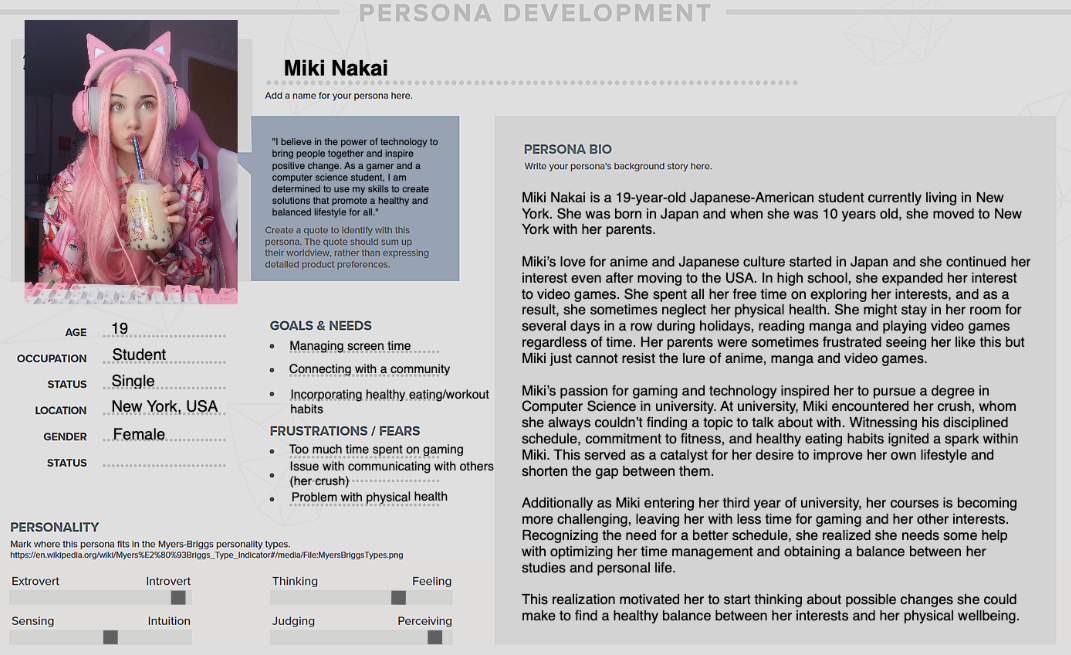 PERSONA DEVELOPMENT
Miki Nakai
Add a name for your persona here.
"I believe in the power of technology to
bring people together and inspire
positive change. As a gamer and a
computer science student, I am
determined to use my skills to create
solutions that promote a healthy and
balanced lifestyle for all."
Create a quote to identify with this
persona. The quote should sum up
their worldview, rather than expressing
detailed product preferences.
AGE 19
OCCUPATION Student
STATUS Single
LOCATION New York, USA
GENDER Female
STATUS
GOALS & NEEDS
Managing screen time
Connecting with a community
Incorporating healthy eating/workout
habits
FRUSTRATIONS / FEARS
Too much time spent on gaming
Issue with communicating with others
(her crush)
Problem with physical health
PERSONALITY
Mark where this persona fits in the Myers-Briggs personality types.
https://en.wikipedia.org/wiki/Myers%E2%80%93Briggs_Type_Indicator#/media/File:MyersBriggsTypes.png
Extrovert Introvert
Thinking Feeling
Sensing Intuition
Judging Perceiving
PERSONA BIO
Write your persona's background story here.
Miki Nakai is a 19-year-old Japanese-American student currently living in New
York. She was born in Japan and when she was 10 years old, she moved to New
York with her parents.
Miki's love for anime and Japanese culture started in Japan and she continued her
interest even after moving to the USA. In high school, she expanded her interest
to video games. She spent all her free time on exploring her interests, and as a
result, she sometimes neglect her physical health. She might stay in her room for
several days in a row during holidays, reading manga and playing video games
regardless of time. Her parents were sometimes frustrated seeing her like this but
Miki just cannot resist the lure of anime, manga and video games.
Miki's passion for gaming and technology inspired her to pursue a degree in
Computer Science in university. At university, Miki encountered her crush, whom
she always couldn't finding a topic to talk about with. Witnessing his disciplined
schedule, commitment to fitness, and healthy eating habits ignited a spark within
Miki. This served as a catalyst for her desire to improve her own lifestyle and
shorten the gap between them.
Additionally as Miki entering her third year of university, her courses is becoming
more challenging, leaving her with less time for gaming and her other interests.
Recognizing the need for a better schedule, she realized she needs some help
with optimizing her time management and obtaining a balance between her
studies and personal life.
This realization motivated her to start thinking about possible changes she could
make to find a healthy balance between her interests and her physical wellbeing.